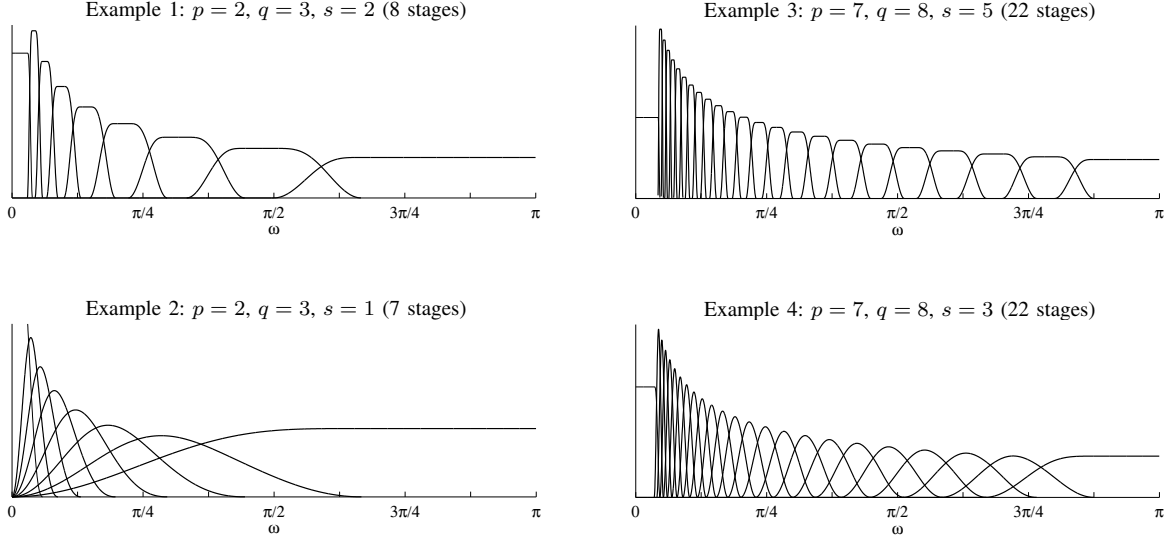 Example 1: p = 2, q = 3, s = 2 (8 stages)
0 π/4 π/2 3π/4 π
ω
Example 3: p = 7, q = 8, s = 5 (22 stages)
0 π/4 π/2 3π/4 π
ω
Example 2: p = 2, q = 3, s = 1 (7 stages)
0 π/4 π/2 3π/4 π
ω
Example 4: p = 7, q = 8, s = 3 (22 stages)
0 π/4 π/2 3π/4 π
ω